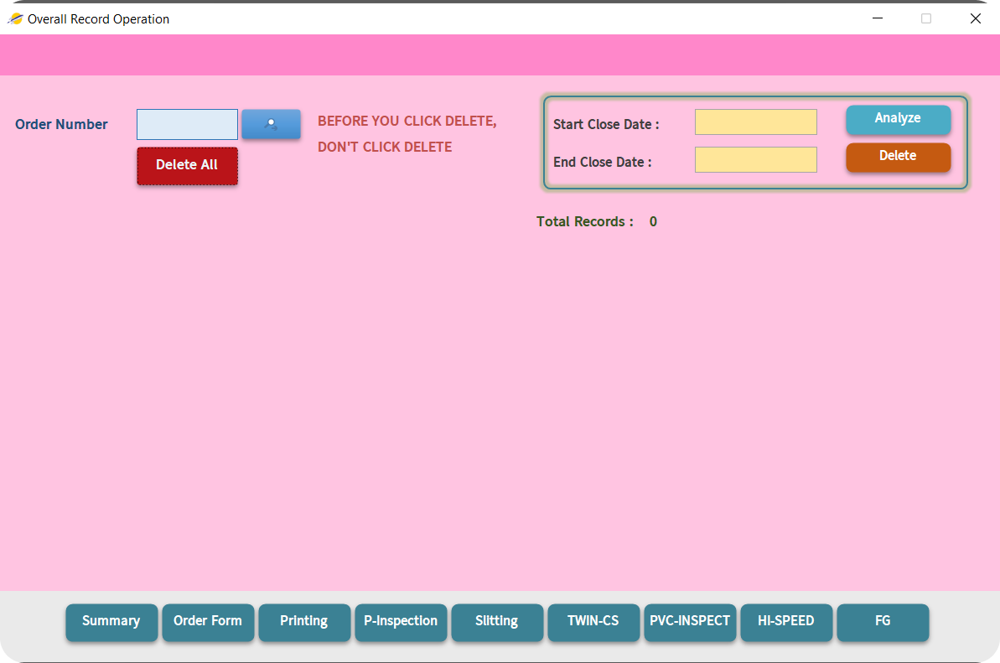 Overall Record Operation
Order Number
BEFORE YOU CLICK DELETE,
DON'T CLICK DELETE
Delete All
Start Close Date :
Analyze
End Close Date :
Delete
Total Records : 0
Summary
Order Form
Printing
P-Inspection
Slitting
TWIN-CS
PVC-INSPECT
HI-SPEED
FG